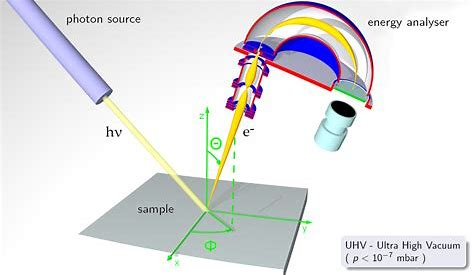 photon source
energy analyser
hν
z
Θ
e-
sample
y
Φ
x
UHV - Ultra High Vacuum
( p < 10⁻⁷ mbar )